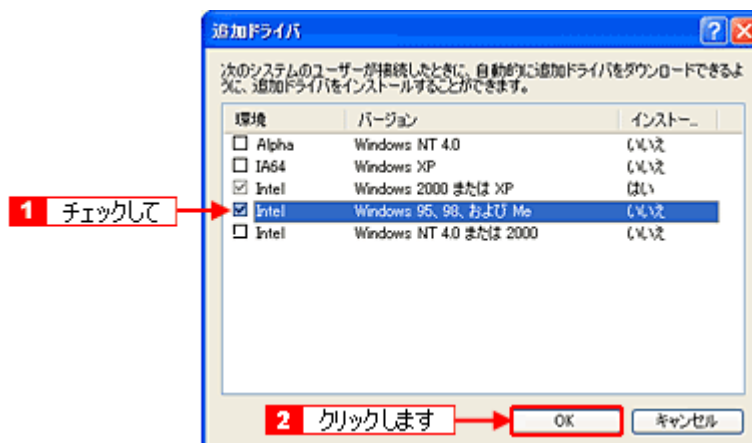 追加ドライバ
次のシステムのユーザーが接続したときに、自動的に追加ドライバをダウンロードできるよ
うに、追加ドライバをインストールすることができます。
環境 バージョン インストー...
Alpha Windows NT 4.0 いいえ
IA64 Windows XP いいえ
Intel Windows 2000 または XP はい
1 チェックして Intel Windows 95、98、および Me いいえ
Intel Windows NT 4.0 または 2000 いいえ
2 クリックします OK キャンセル